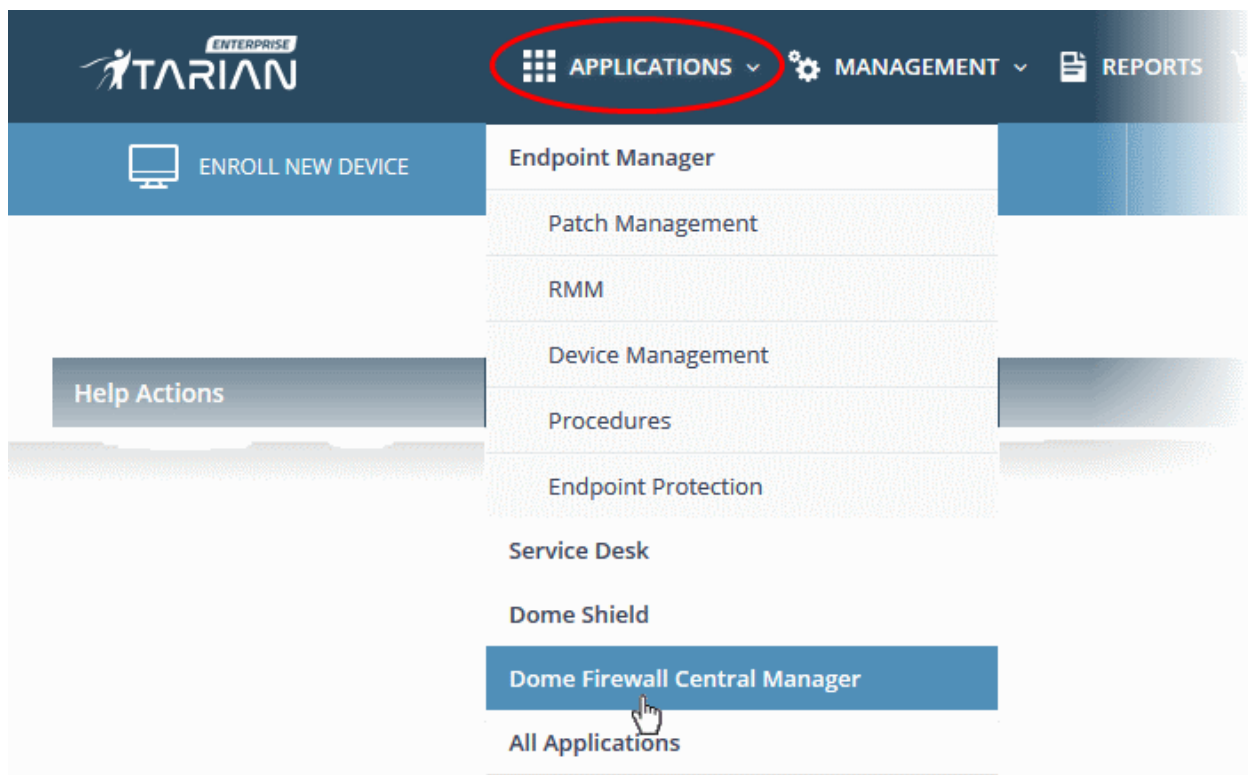 ENTERPRISE
ITARIAN
APPLICATIONS
MANAGEMENT
REPORTS
ENROLL NEW DEVICE
Endpoint Manager
Patch Management
RMM
Device Management
Help Actions
Procedures
Endpoint Protection
Service Desk
Dome Shield
Dome Firewall Central Manager
All Applications